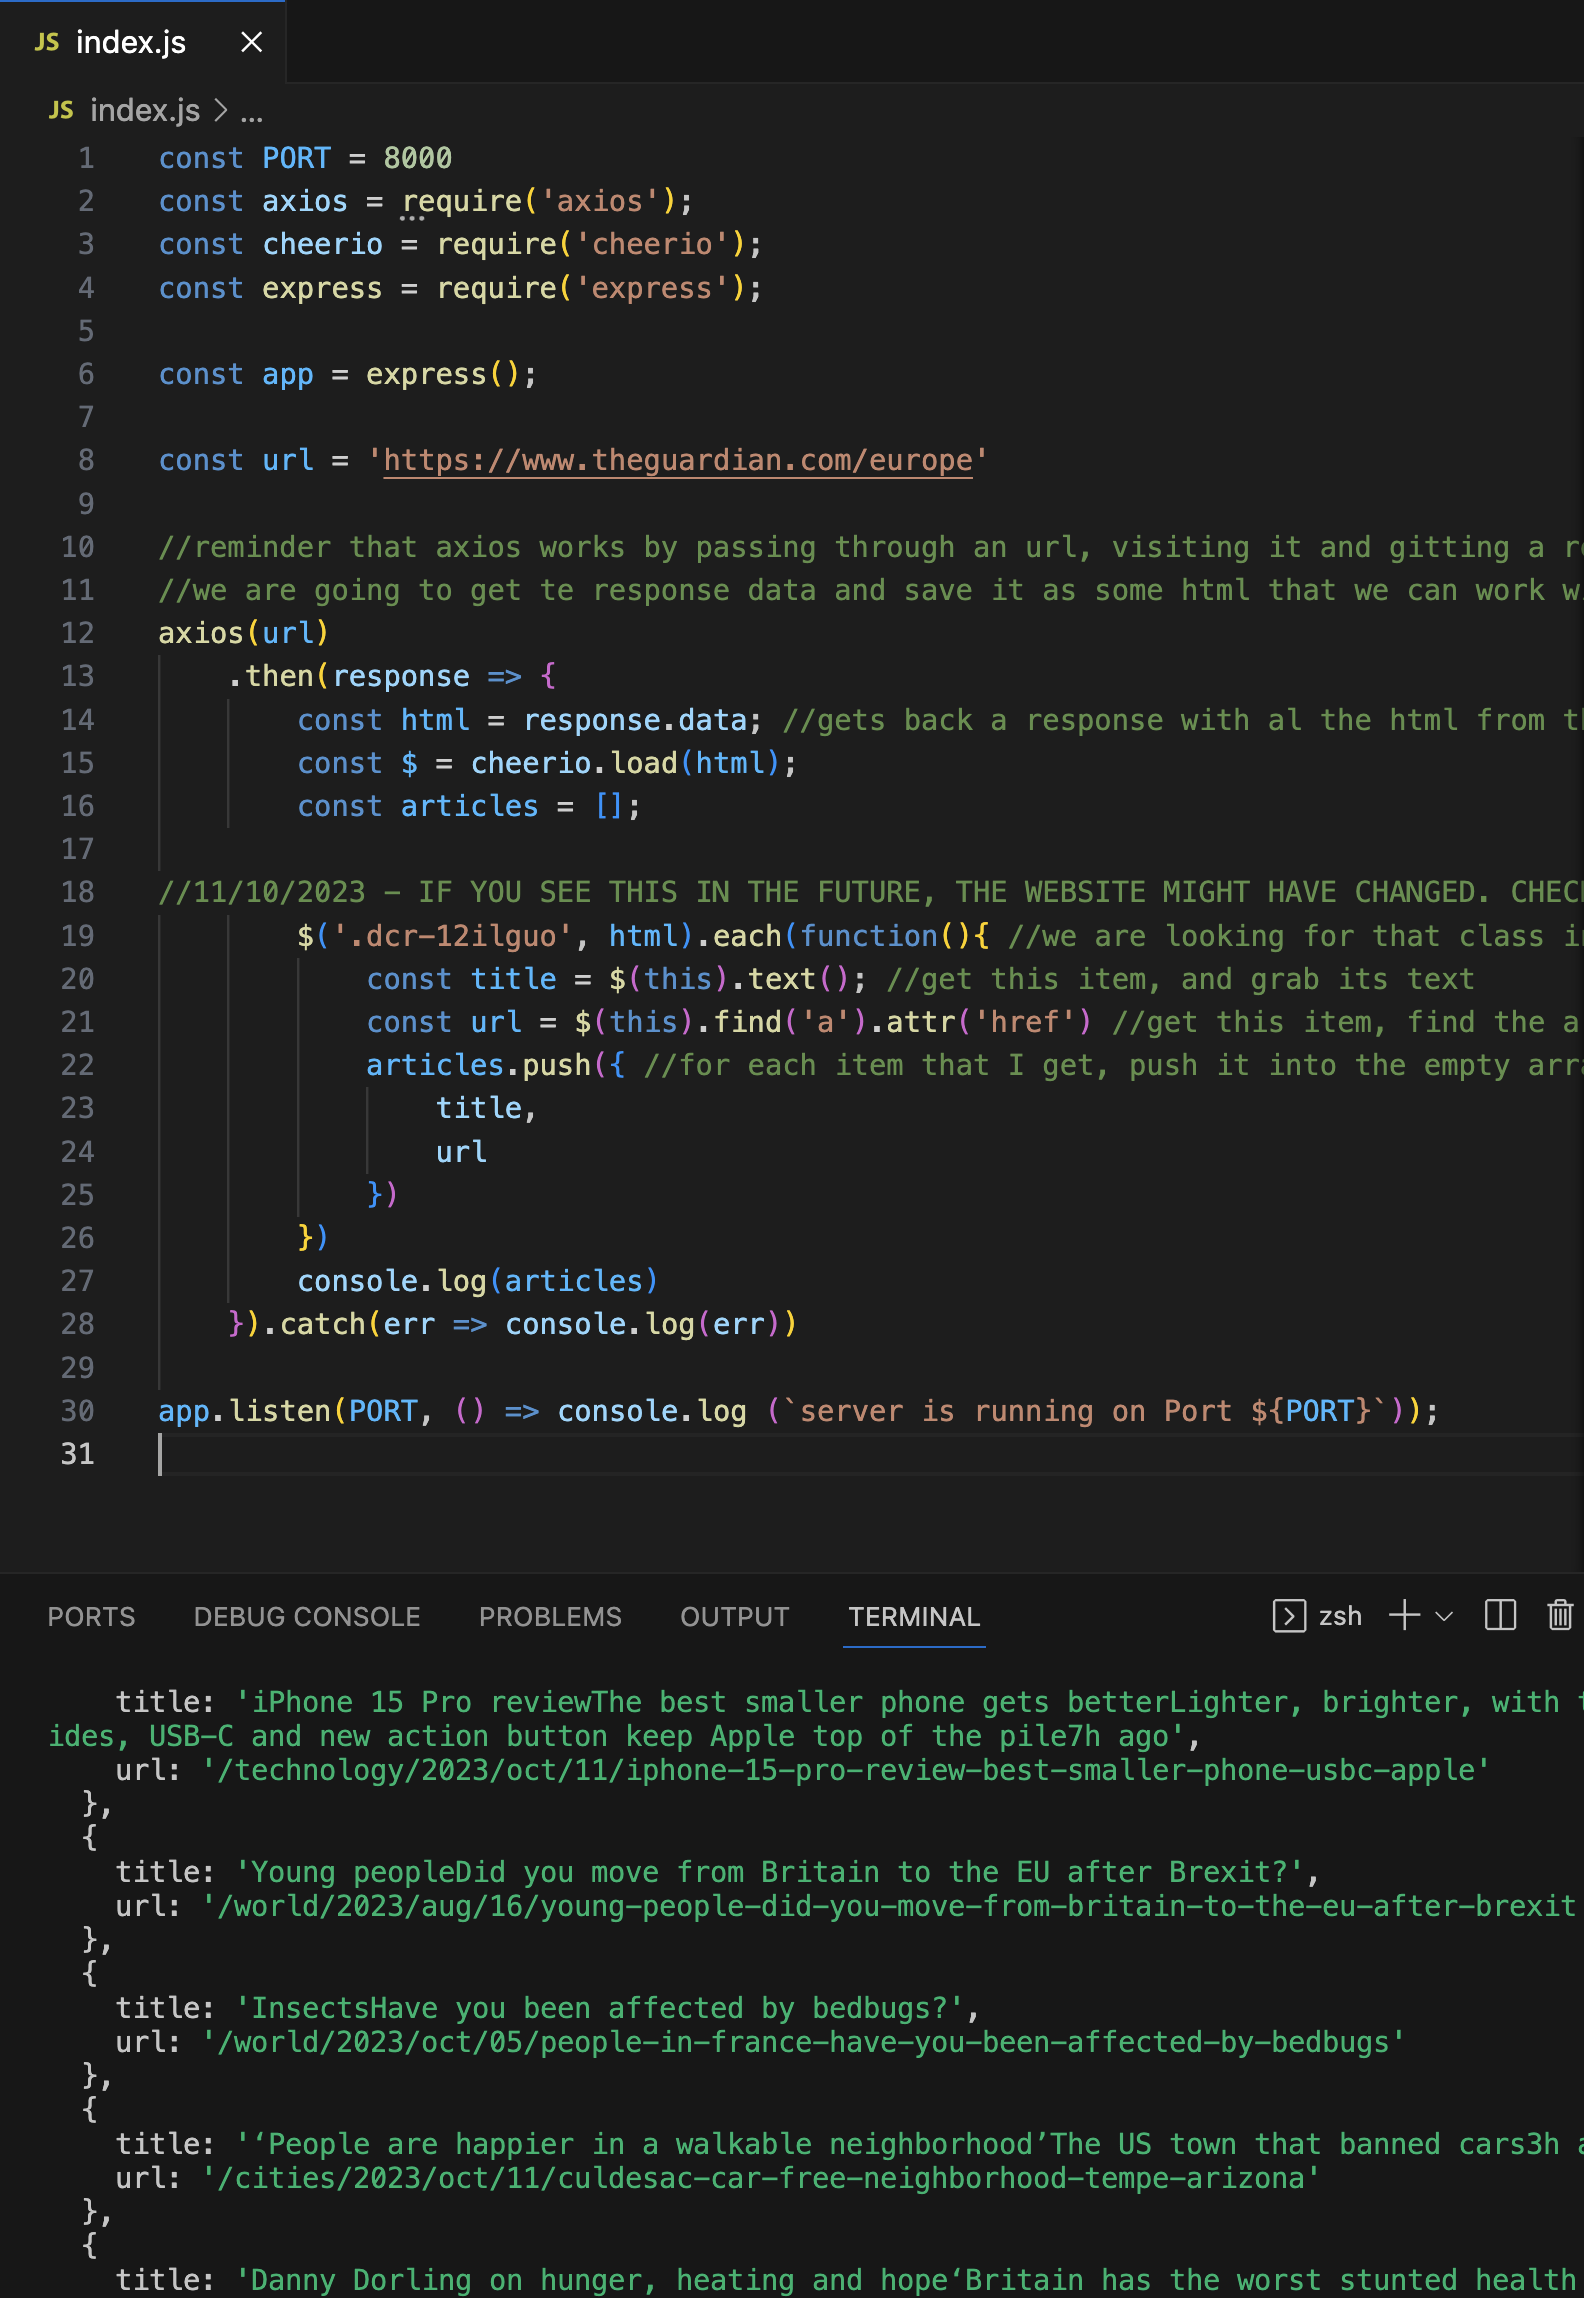 JS index.js
JS index.js > ...
1 const PORT = 8000
2 const axios = require('axios');
3 const cheerio = require('cheerio');
4 const express = require('express');
5
6 const app = express();
7
8 const url = 'https://www.theguardian.com/europe'
9
10 //reminder that axios works by passing through an url, visiting it and gitting a
11 //we are going to get te response data and save it as some html that we can work
12 axios(url)
13 .then(response => {
14 const html = response.data; //gets back a response with al the html from
15 const $ = cheerio.load(html);
16 const articles = [];
17
18 //11/10/2023 - IF YOU SEE THIS IN THE FUTURE, THE WEBSITE MIGHT HAVE CHANGED.
19 $('.dcr-12ilguo', html).each(function(){ //we are looking for that class
20 const title = $(this).text(); //get this item, and grab its text
21 const url = $(this).find('a').attr('href') //get this item, find the a
22 articles.push({ //for each item that I get, push it into the empty
23 title,
24 url
25 })
26 })
27 console.log(articles)
28 }).catch(err => console.log(err))
29
30 app.listen(PORT, () => console.log (`server is running on Port ${PORT}`));
31
PORTS DEBUG CONSOLE PROBLEMS OUTPUT TERMINAL zsh
title: 'iPhone 15 Pro reviewThe best smaller phone gets betterLighter, brighter, with
ides, USB-C and new action button keep Apple top of the pile7h ago',
url: '/technology/2023/oct/11/iphone-15-pro-review-best-smaller-phone-usbc-apple'
},
{
title: 'Young peopleDid you move from Britain to the EU after Brexit?',
url: '/world/2023/aug/16/young-people-did-you-move-from-britain-to-the-eu-after-brexit
},
{
title: 'InsectsHave you been affected by bedbugs?',
url: '/world/2023/oct/05/people-in-france-have-you-been-affected-by-bedbugs'
},
{
title: '‘People are happier in a walkable neighborhood’The US town that banned cars3h
url: '/cities/2023/oct/11/culdesac-car-free-neighborhood-tempe-arizona'
},
{
title: 'Danny Dorling on hunger, heating and hope‘Britain has the worst stunted health